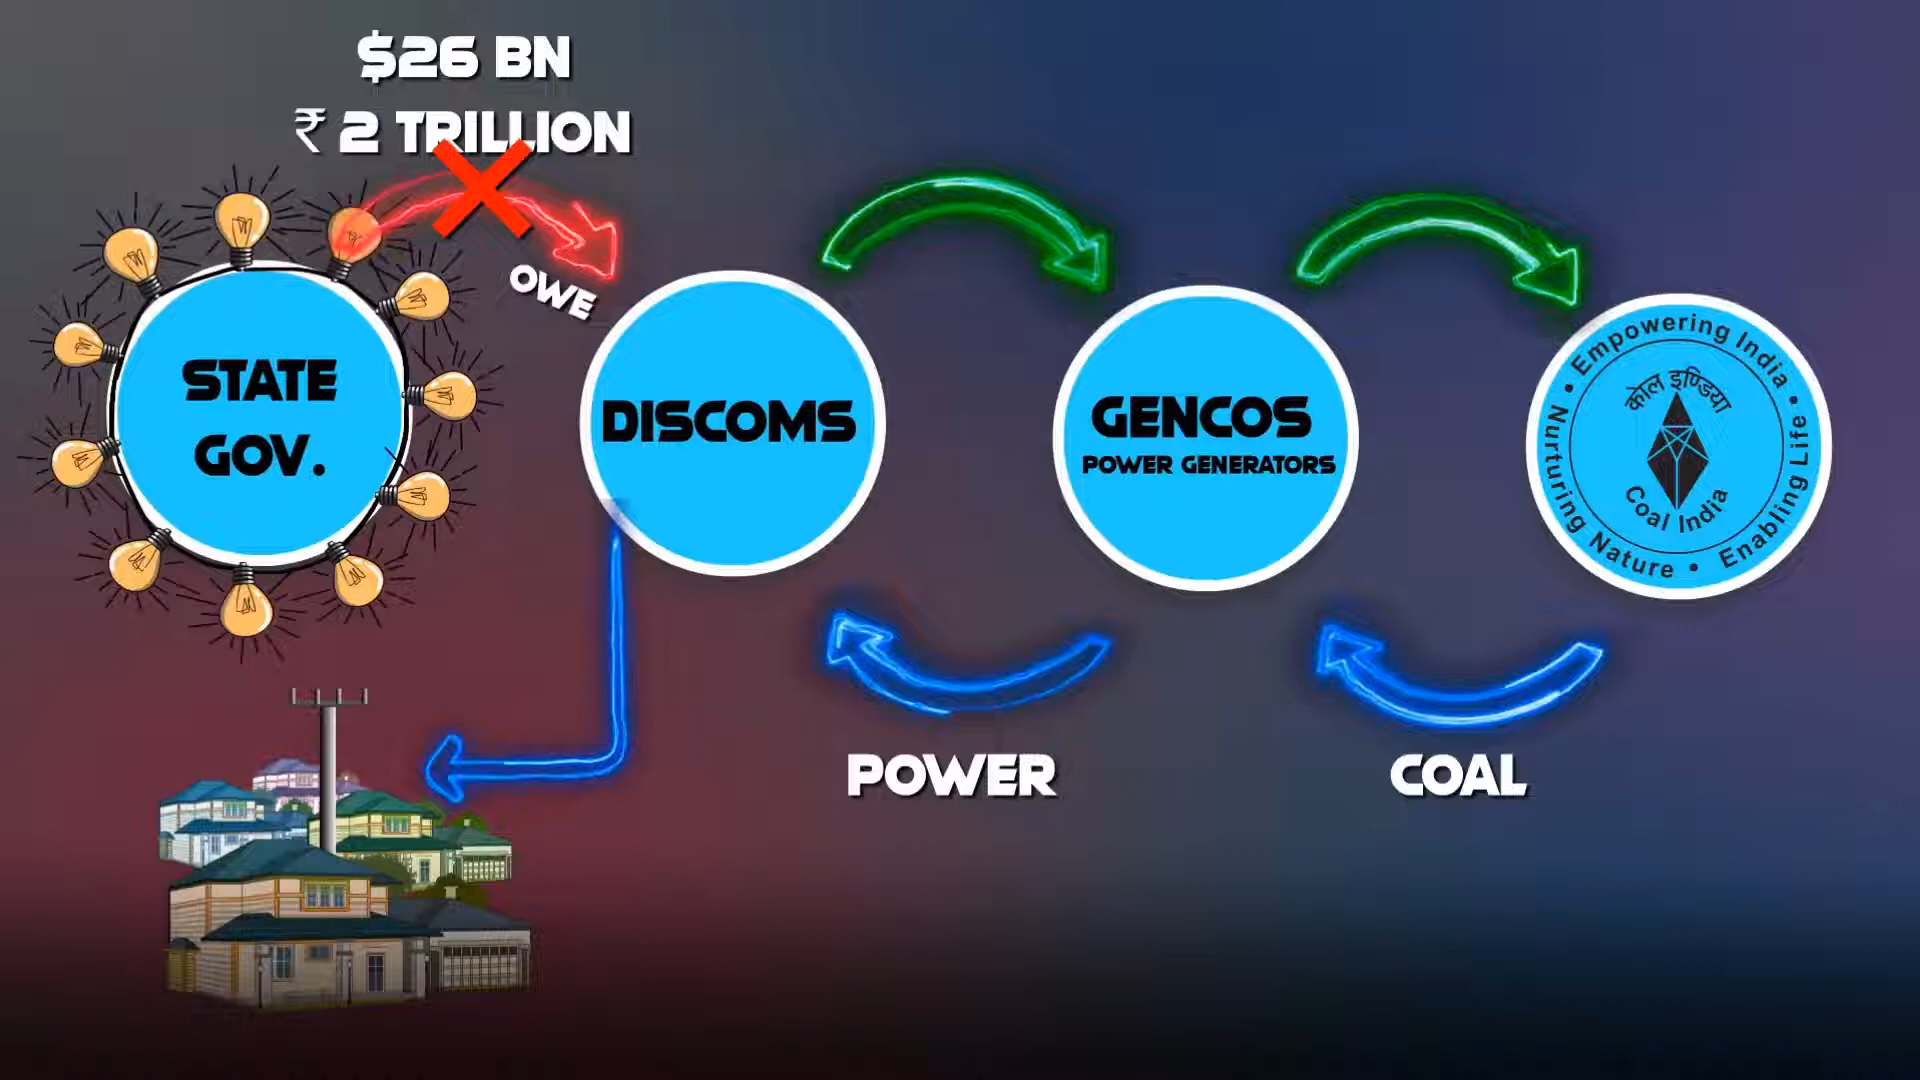 $26 BN
₹ 2 TRILLION
OWE
STATE
GOV.
DISCOMS
GENCOS
POWER GENERATORS
• Empowering India •
कोल इण्डिया
Coal India
Nurturing Nature • Enabling Life
POWER
COAL